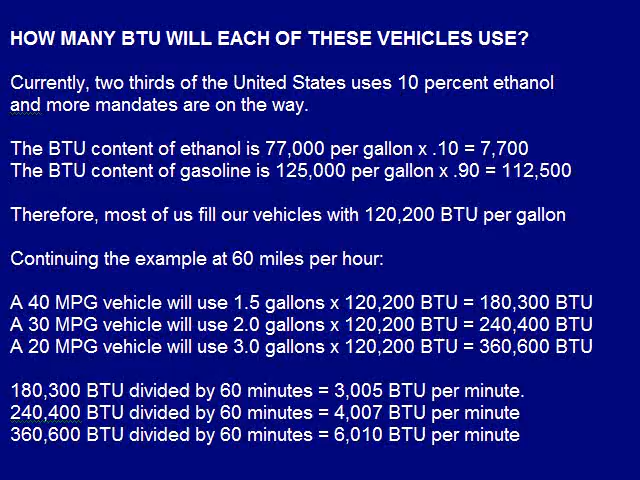 HOW MANY BTU WILL EACH OF THESE VEHICLES USE?
Currently, two thirds of the United States uses 10 percent ethanol
and more mandates are on the way.
The BTU content of ethanol is 77,000 per gallon x .10 = 7,700
The BTU content of gasoline is 125,000 per gallon x .90 = 112,500
Therefore, most of us fill our vehicles with 120,200 BTU per gallon
Continuing the example at 60 miles per hour:
A 40 MPG vehicle will use 1.5 gallons x 120,200 BTU = 180,300 BTU
A 30 MPG vehicle will use 2.0 gallons x 120,200 BTU = 240,400 BTU
A 20 MPG vehicle will use 3.0 gallons x 120,200 BTU = 360,600 BTU
180,300 BTU divided by 60 minutes = 3,005 BTU per minute.
240,400 BTU divided by 60 minutes = 4,007 BTU per minute
360,600 BTU divided by 60 minutes = 6,010 BTU per minute